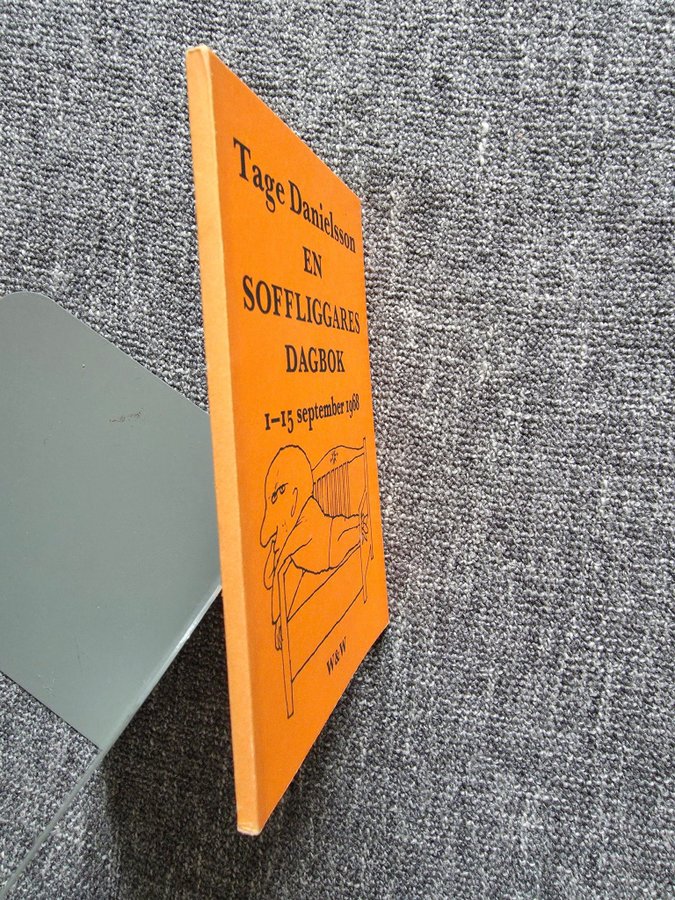 Tage Danielsson
EN
SOFFLIGGARES
DAGBOK
1–15 september 1968
W&W